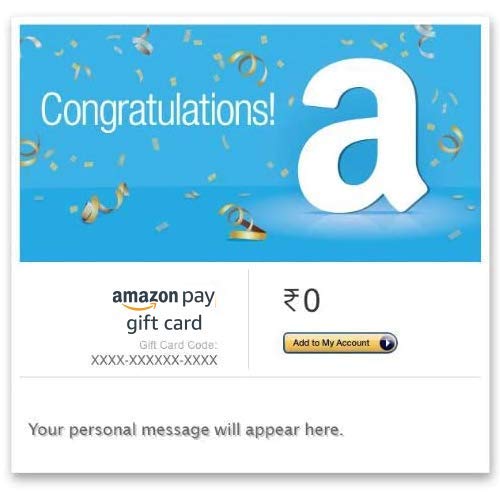 Congratulations!
a
amazon pay
gift card
Gift Card Code:
XXXX-XXXXXX-XXXX
₹0
Add to My Account
Your personal message will appear here.